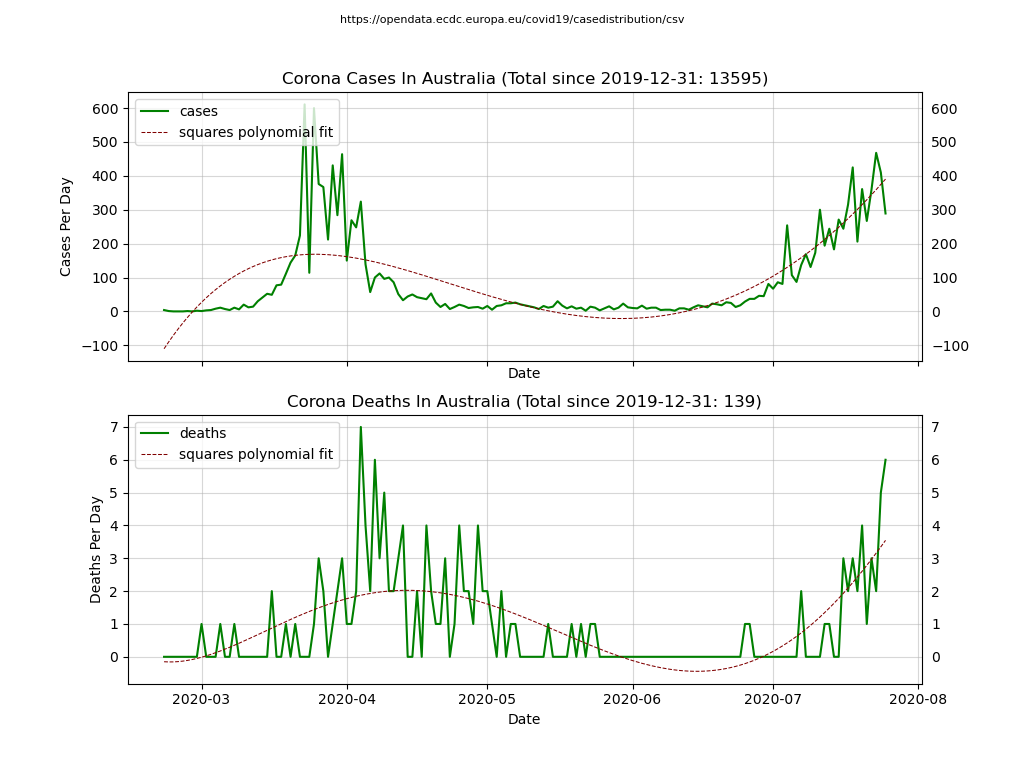 https://opendata.ecdc.europa.eu/covid19/casedistribution/csv
Corona Cases In Australia (Total since 2019-12-31: 13595)
cases
squares polynomial fit
600
500
400
300
200
100
0
−100
600
500
400
300
200
100
0
−100
Cases Per Day
Date
Corona Deaths In Australia (Total since 2019-12-31: 139)
deaths
squares polynomial fit
7
6
5
4
3
2
1
0
7
6
5
4
3
2
1
0
Deaths Per Day
2020-03 2020-04 2020-05 2020-06 2020-07 2020-08
Date